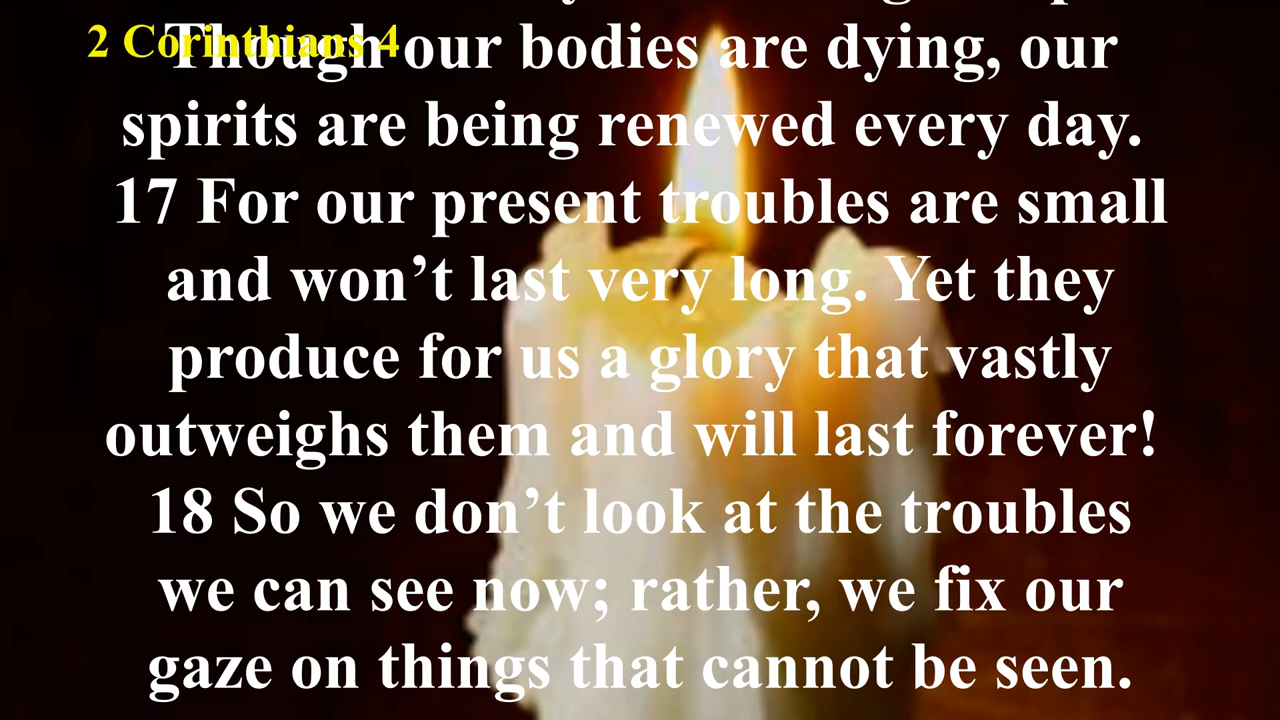 2 Corinthians 4
Though our bodies are dying, our
spirits are being renewed every day.
17 For our present troubles are small
and won’t last very long. Yet they
produce for us a glory that vastly
outweighs them and will last forever!
18 So we don’t look at the troubles
we can see now; rather, we fix our
gaze on things that cannot be seen.